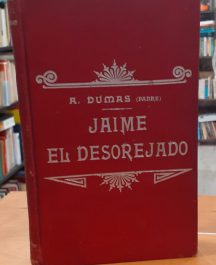 A. DUMAS (PADRE)
JAIME
EL DESOREJADO